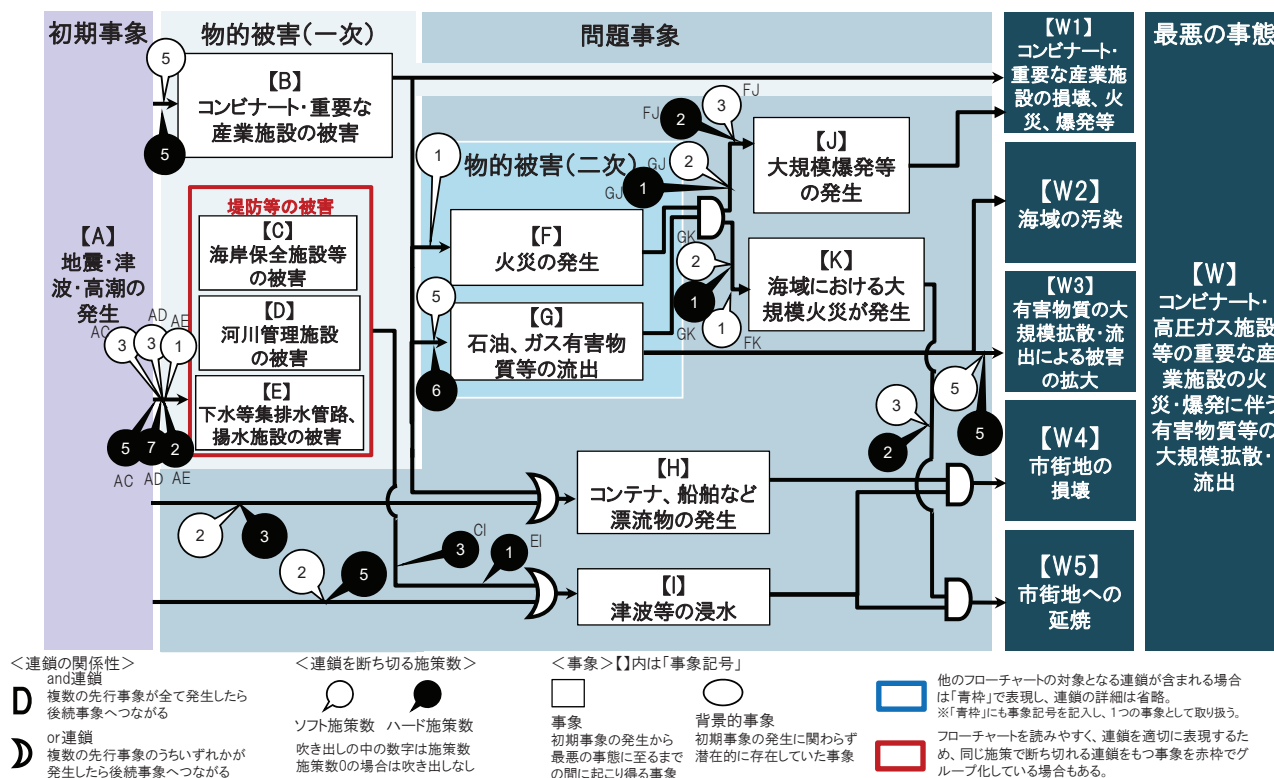 初期事象
物的被害(一次)
問題事象
最悪の事態
【A】
地震・津
波・高潮の
発生
5
5
【B】
コンビナート・重要な
産業施設の被害
堤防等の被害
【C】
海岸保全施設等
の被害
【D】
河川管理施設
の被害
【E】
下水等集排水管路、
揚水施設の被害
AC
AD
AE
3
3
1
5
7
2
AC
AD
AE
1
物的被害(二次)
【F】
火災の発生
5
6
【G】
石油、ガス有害物
質等の流出
FJ
FJ
3
2
GJ
GJ
2
1
【J】
大規模爆発等
の発生
GK
2
1
GK
1
FK
【K】
海域における大
規模火災が発生
3
2
5
5
【H】
コンテナ、船舶など
漂流物の発生
2
3
2
5
CI
3
EI
1
【I】
津波等の浸水
【W1】
コンビナート・
重要な産業施
設の損壊、火
災、爆発等
【W2】
海域の汚染
【W3】
有害物質の大
規模拡散・流
出による被害
の拡大
【W4】
市街地の
損壊
【W5】
市街地への
延焼
【W】
コンビナート・
高圧ガス施設
等の重要な産
業施設の火
災・爆発に伴う
有害物質等の
大規模拡散・
流出
<連鎖の関係性>
and連鎖
複数の先行事象が全て発生したら
後続事象へつながる
or連鎖
複数の先行事象のうちいずれかが
発生したら後続事象へつながる
<連鎖を断ち切る施策数>
ソフト施策数
ハード施策数
吹き出しの中の数字は施策数
施策数0の場合は吹き出しなし
<事象>【】内は「事象記号」
事象
初期事象の発生から
最悪の事態に至るまで
の間に起こり得る事象
背景的事象
初期事象の発生に関わらず
潜在的に存在していた事象
他のフローチャートの対象となる連鎖が含まれる場合
は「青枠」で表現し、連鎖の詳細は省略。
※「青枠」にも事象記号を記入し、1つの事象として取り扱う。
フローチャートを読みやすく、連鎖を適切に表現するた
め、同じ施策で断ち切れる連鎖をもつ事象を赤枠でグ
ループ化している場合もある。